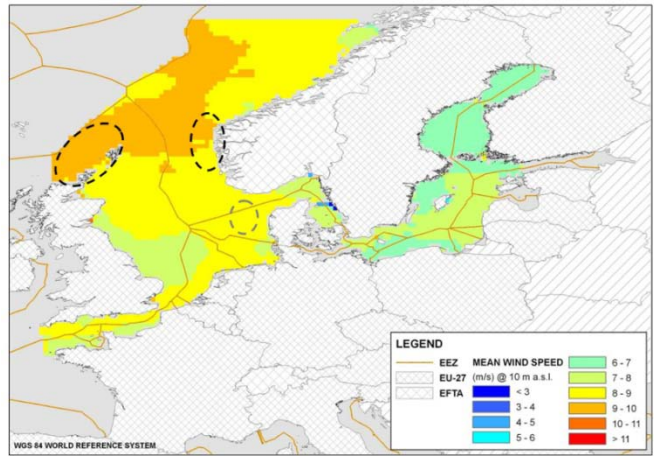 LEGEND
EEZ
EU-27
EFTA
MEAN WIND SPEED
(m/s) @ 10 m a.s.l.
< 3
3 - 4
4 - 5
5 - 6
6 - 7
7 - 8
8 - 9
9 - 10
10 - 11
> 11
WGS 84 WORLD REFERENCE SYSTEM